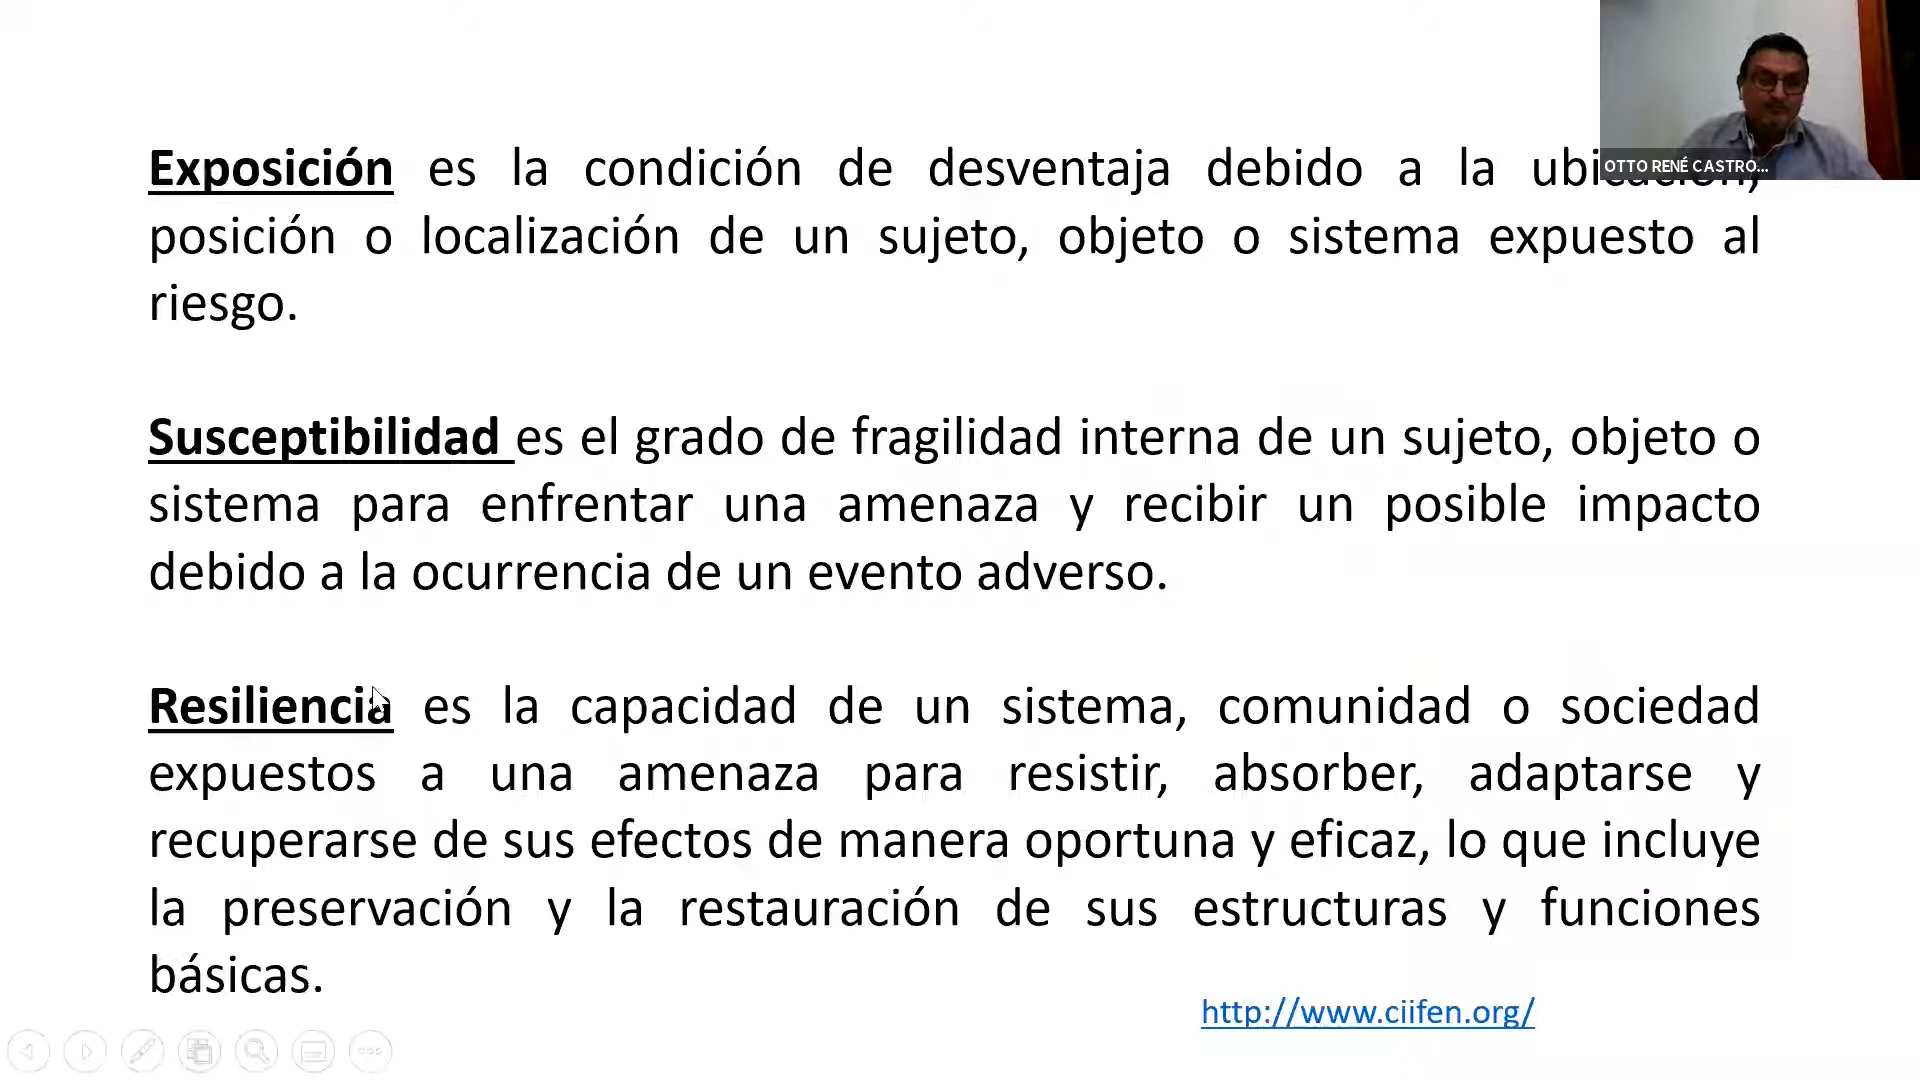 Exposición es la condición de desventaja debido a la ubicación,
posición o localización de un sujeto, objeto o sistema expuesto al
riesgo.
Susceptibilidad es el grado de fragilidad interna de un sujeto, objeto o
sistema para enfrentar una amenaza y recibir un posible impacto
debido a la ocurrencia de un evento adverso.
Resiliencia es la capacidad de un sistema, comunidad o sociedad
expuestos a una amenaza para resistir, absorber, adaptarse y
recuperarse de sus efectos de manera oportuna y eficaz, lo que incluye
la preservación y la restauración de sus estructuras y funciones
básicas.
http://www.ciifen.org/
OTTO RENÉ CASTRO...